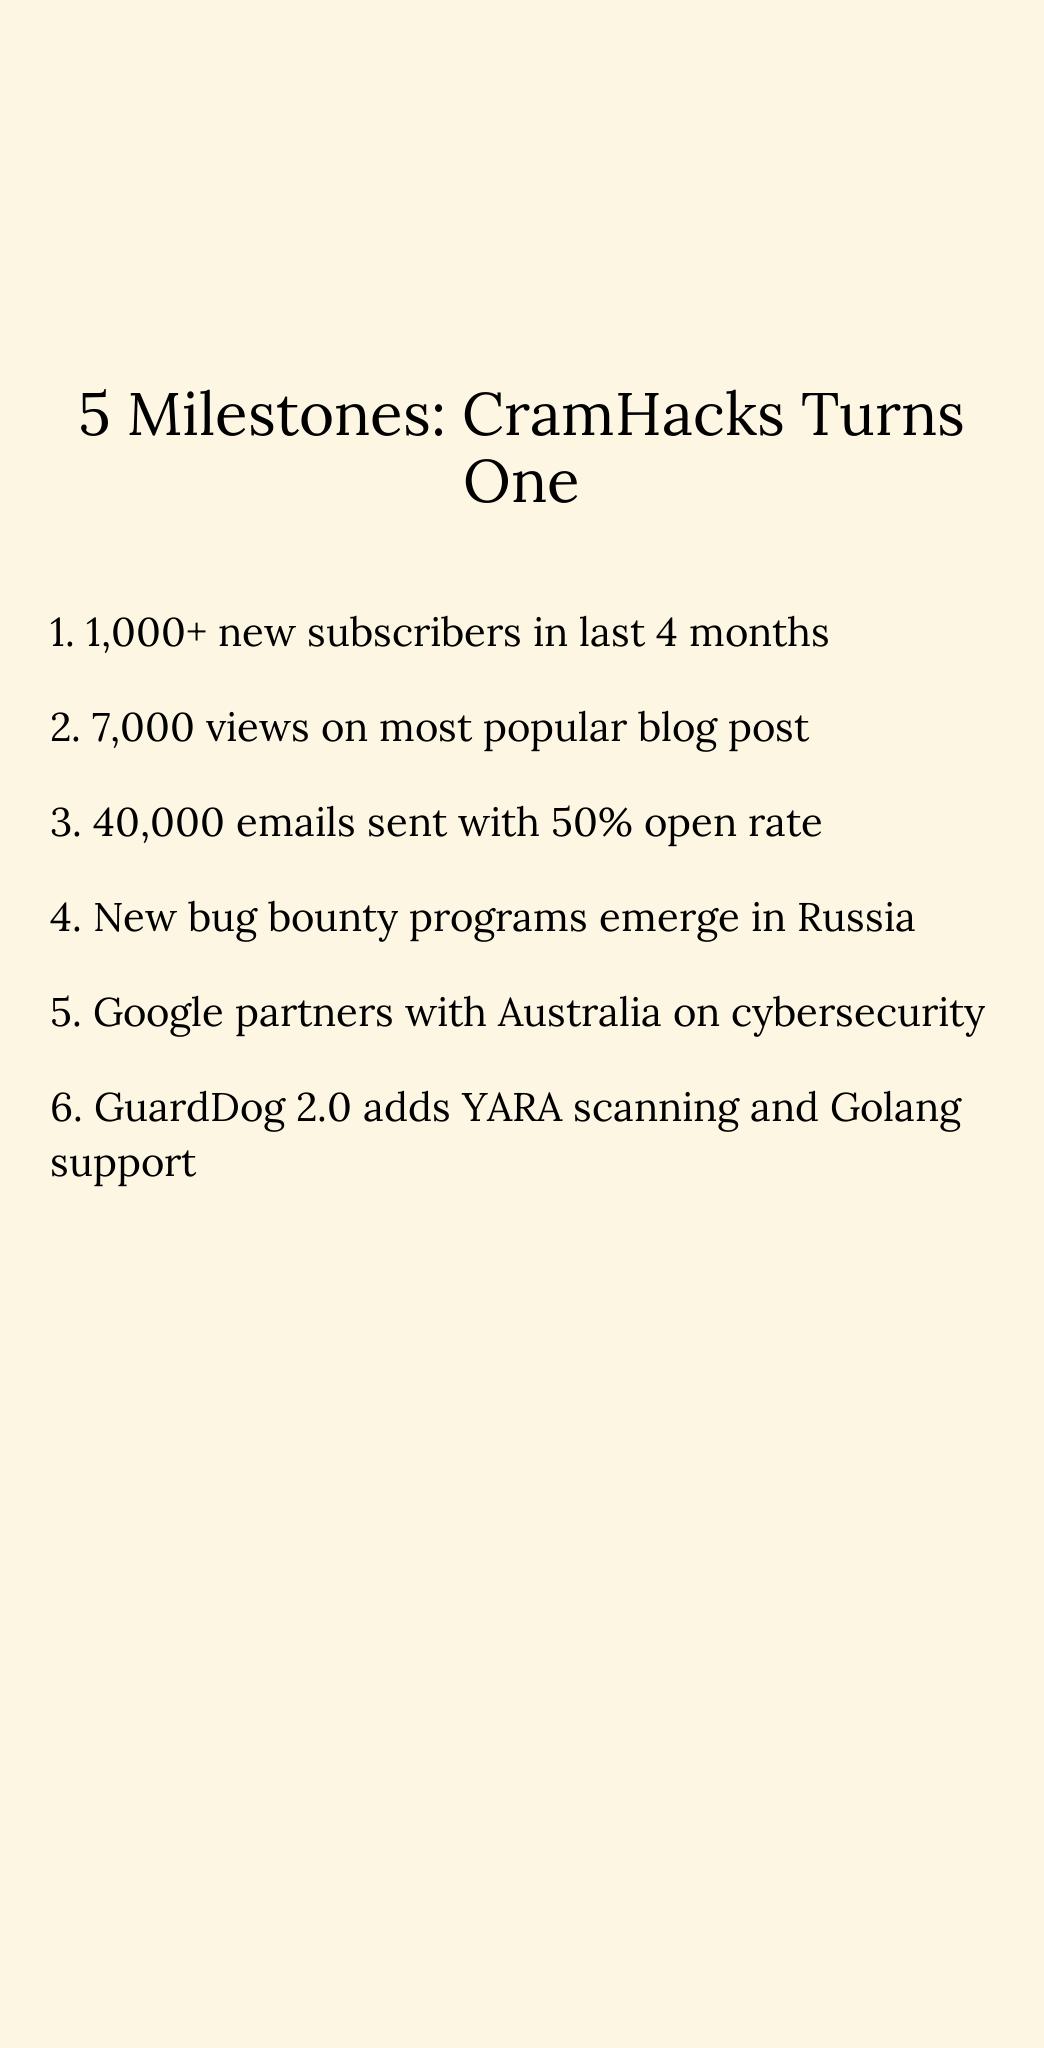 5 Milestones: CramHacks Turns
One
1. 1,000+ new subscribers in last 4 months
2. 7,000 views on most popular blog post
3. 40,000 emails sent with 50% open rate
4. New bug bounty programs emerge in Russia
5. Google partners with Australia on cybersecurity
6. GuardDog 2.0 adds YARA scanning and Golang
support